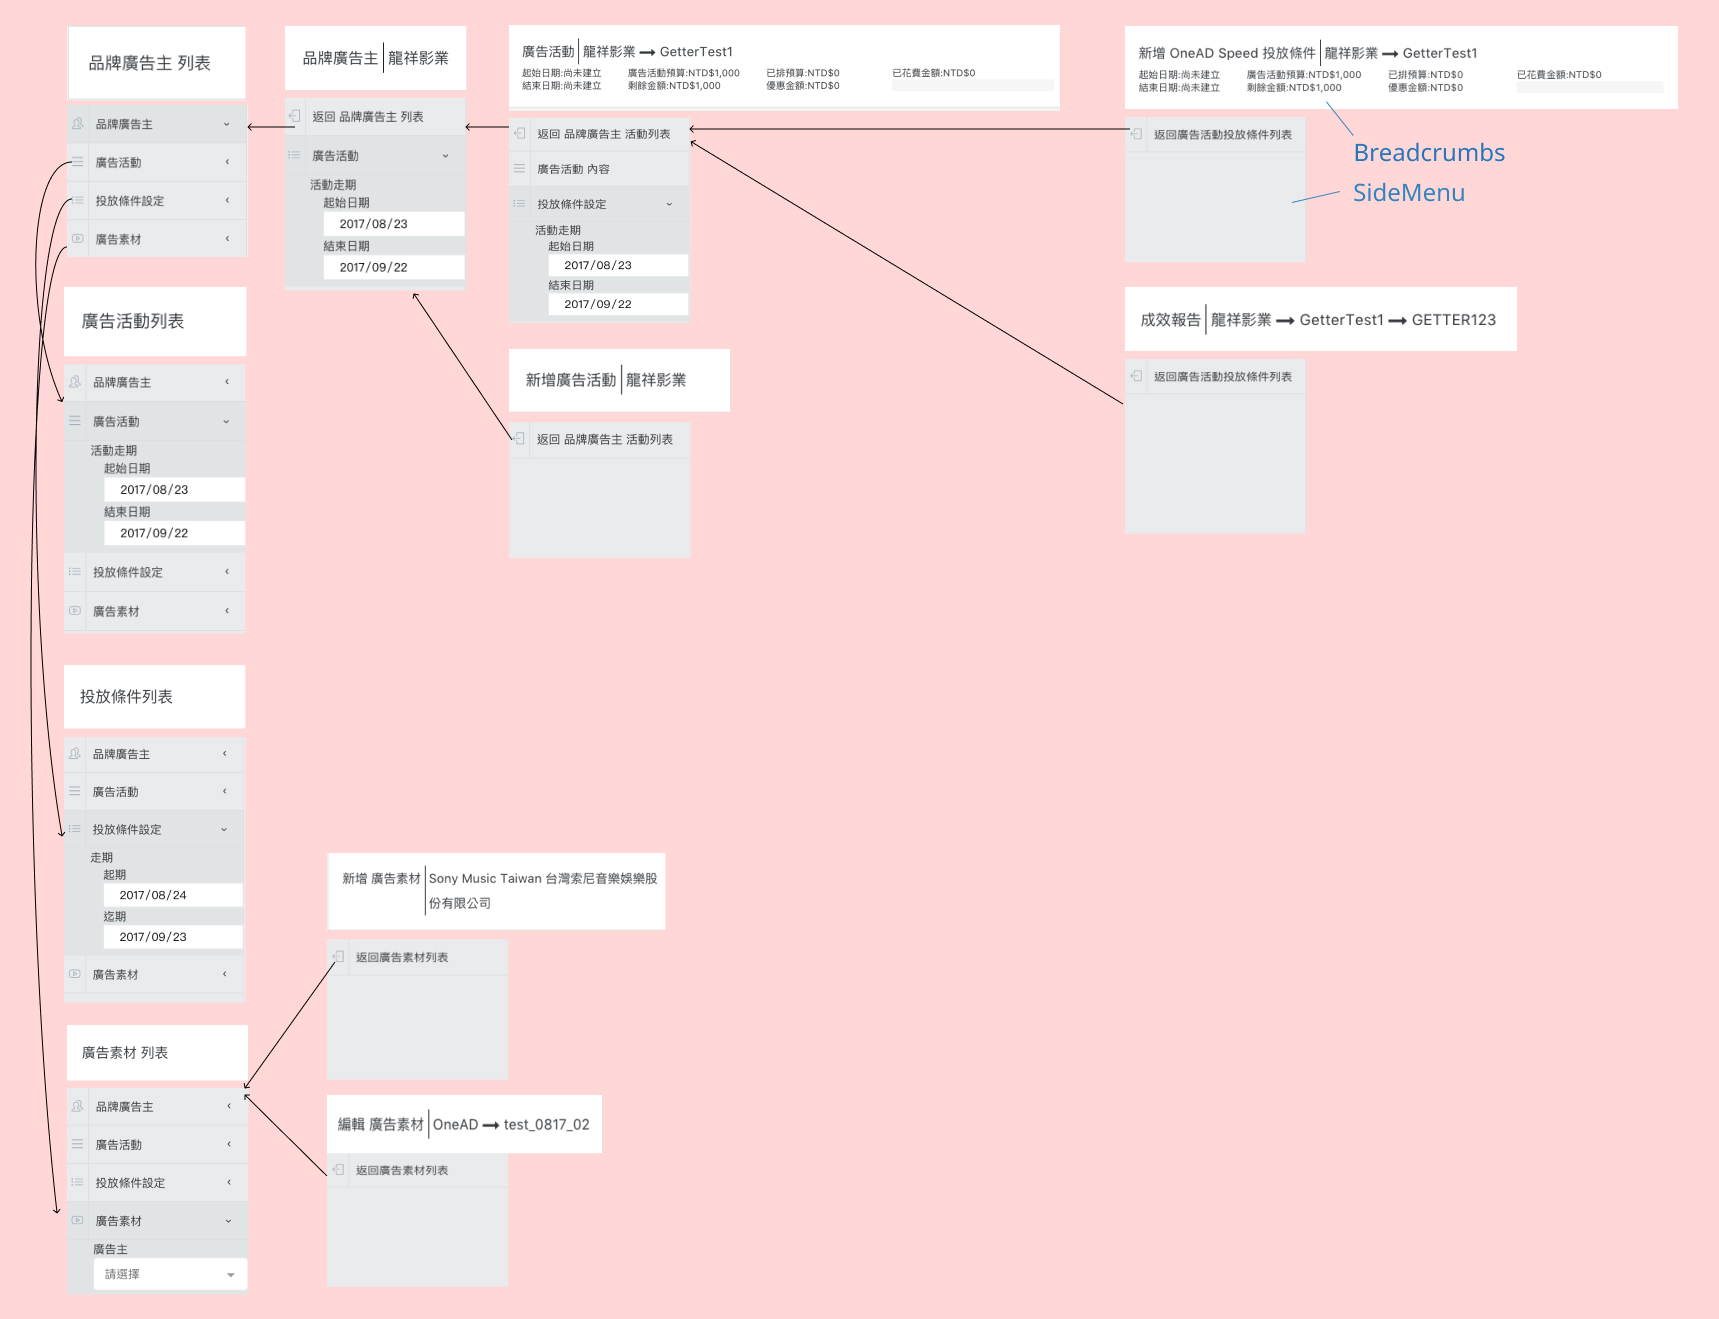 品牌廣告主 列表
品牌廣告主
廣告活動
投放條件設定
廣告素材
品牌廣告主 龍祥影業
返回 品牌廣告主 列表
廣告活動
活動走期
起始日期
2017/08/23
結束日期
2017/09/22
廣告活動 龍祥影業 → GetterTest1
起始日期:尚未建立 廣告活動預算:NTD$1,000 已排預算:NTD$0 已花費金額:NTD$0
結束日期:尚未建立 剩餘金額:NTD$1,000 優惠金額:NTD$0
返回 品牌廣告主 活動列表
廣告活動 內容
投放條件設定
活動走期
起始日期
2017/08/23
結束日期
2017/09/22
新增 OneAD Speed 投放條件 龍祥影業 → GetterTest1
起始日期:尚未建立 廣告活動預算:NTD$1,000 已排預算:NTD$0 已花費金額:NTD$0
結束日期:尚未建立 剩餘金額:NTD$1,000 優惠金額:NTD$0
返回廣告活動投放條件列表
Breadcrumbs
SideMenu
廣告活動列表
品牌廣告主
廣告活動
活動走期
起始日期
2017/08/23
結束日期
2017/09/22
投放條件設定
廣告素材
新增廣告活動 龍祥影業
返回 品牌廣告主 活動列表
成效報告 龍祥影業 → GetterTest1 → GETTER123
返回廣告活動投放條件列表
投放條件列表
品牌廣告主
廣告活動
投放條件設定
走期
起期
2017/08/24
迄期
2017/09/23
廣告素材
新增 廣告素材 Sony Music Taiwan 台灣索尼音樂娛樂股
份有限公司
返回廣告素材列表
廣告素材 列表
品牌廣告主
廣告活動
投放條件設定
廣告素材
廣告主
請選擇
編輯 廣告素材 OneAD → test_0817_02
返回廣告素材列表